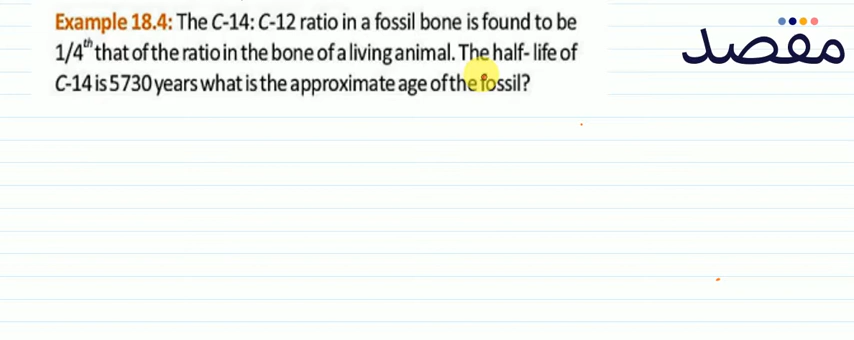 Example 18.4: The C-14: C-12 ratio in a fossil bone is found to be
1/4th that of the ratio in the bone of a living animal. The half- life of
C-14 is 5730 years what is the approximate age of the fossil?
مقصد